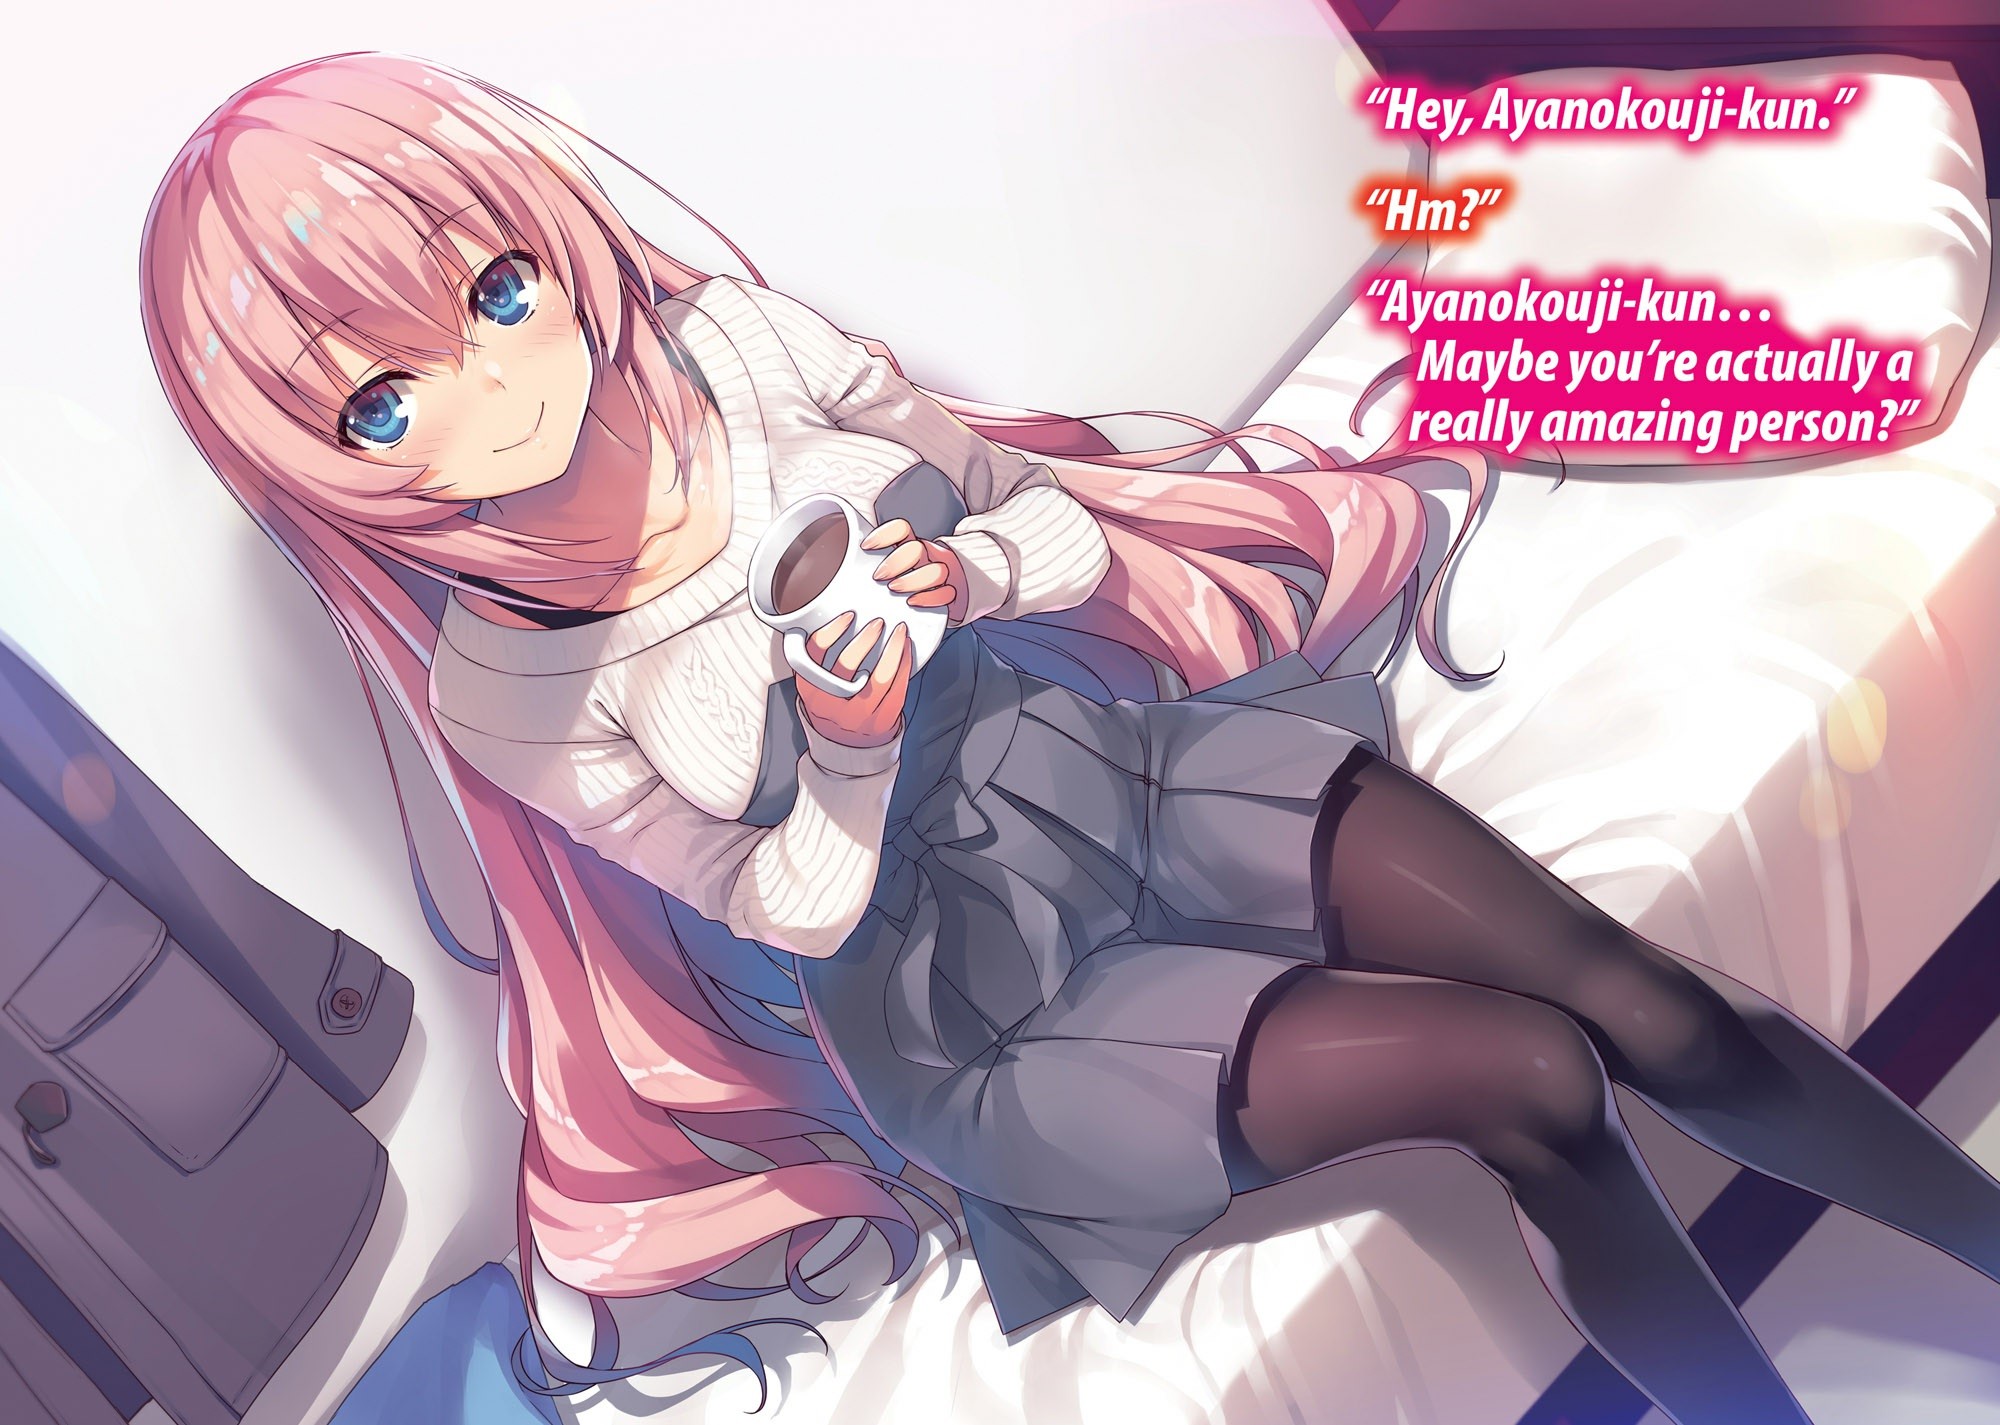 “Hey, Ayanokouji-kun.”
“Hm?”
“Ayanokouji-kun...
Maybe you’re actually a
really amazing person?”